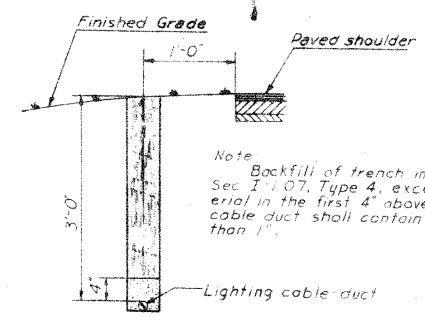 Finished Grade
1'-0"
Paved shoulder
Note
Backfill of trench in
Sec I-1.07, Type 4, exce
erial in the first 4" above
cable duct shall contain
than 1".
3'-0"
4"
Lighting cable duct